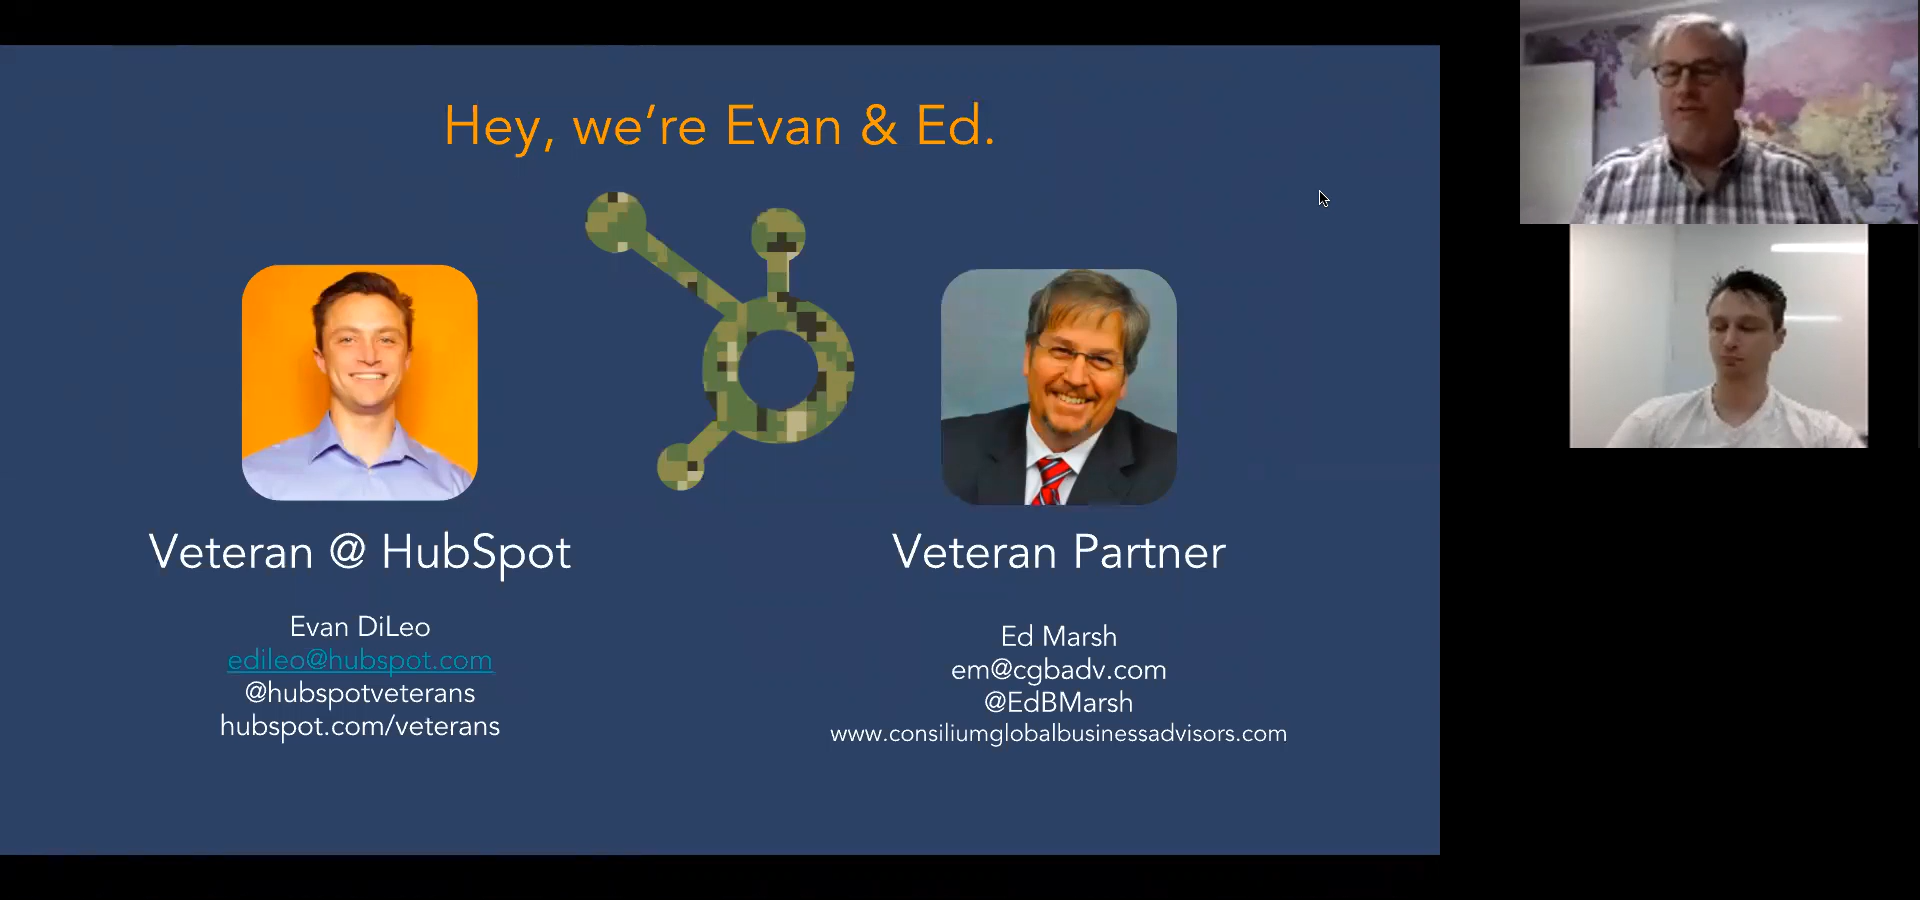 Hey, we’re Evan & Ed.
Veteran @ HubSpot
Evan DiLeo
edileo@hubspot.com
@hubspotveterans
hubspot.com/veterans
Veteran Partner
Ed Marsh
em@cgbadv.com
@EdBMarsh
www.consiliumglobalbusinessadvisors.com